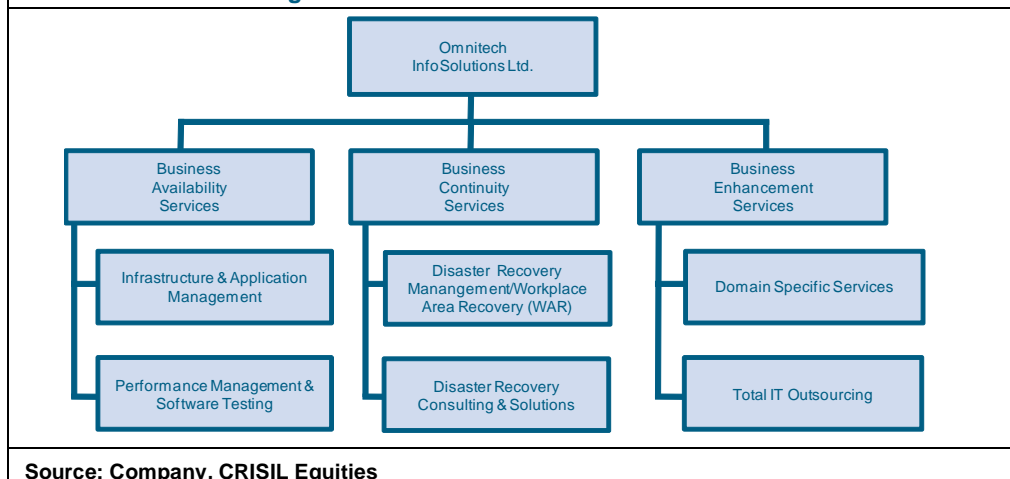 Omnitech
InfoSolutions Ltd.
Business
Availability
Services
Business
Continuity
Services
Business
Enhancement
Services
Infrastructure & Application
Management
Disaster Recovery
Manangement/Workplace
Area Recovery (WAR)
Domain Specific Services
Performance Management &
Software Testing
Disaster Recovery
Consulting & Solutions
Total IT Outsourcing
Source: Company, CRISIL Equities